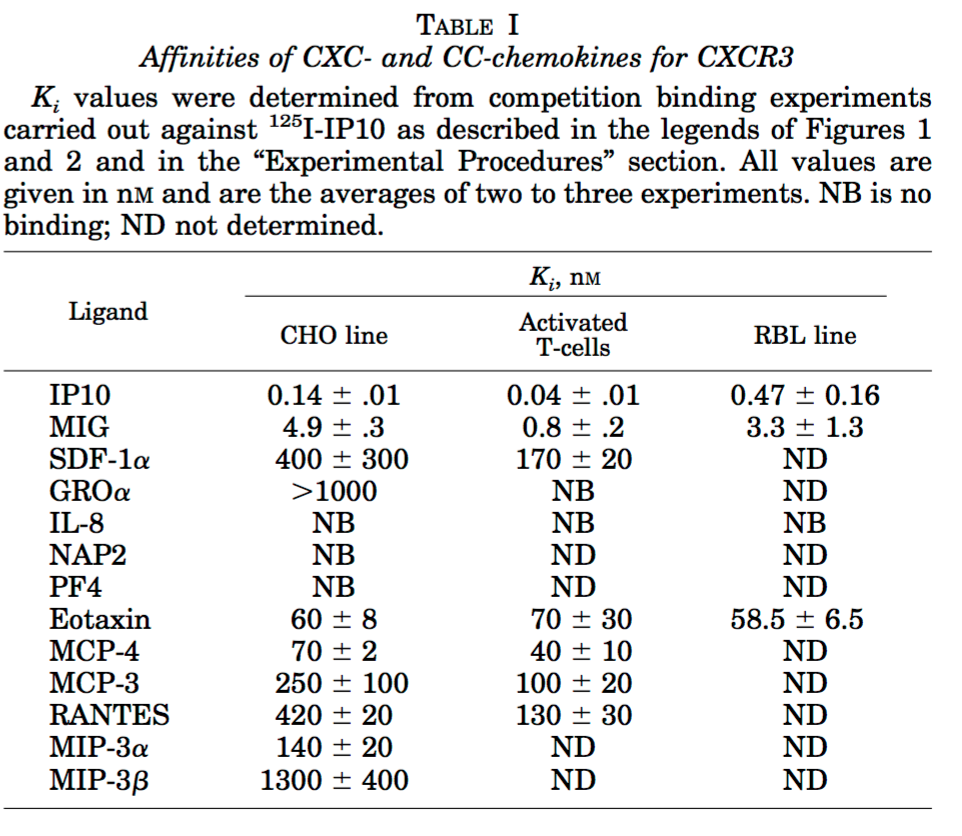 TABLE I
Affinities of CXC- and CC-chemokines for CXCR3
Ki values were determined from competition binding experiments
carried out against 125I-IP10 as described in the legends of Figures 1
and 2 and in the “Experimental Procedures” section. All values are
given in nM and are the averages of two to three experiments. NB is no
binding; ND not determined.
Ki, nM
Ligand
CHO line Activated T-cells RBL line
IP10 0.14 ± .01 0.04 ± .01 0.47 ± 0.16
MIG 4.9 ± .3 0.8 ± .2 3.3 ± 1.3
SDF-1α 400 ± 300 170 ± 20 ND
GROα >1000 NB ND
IL-8 NB NB NB
NAP2 NB ND ND
PF4 NB ND ND
Eotaxin 60 ± 8 70 ± 30 58.5 ± 6.5
MCP-4 70 ± 2 40 ± 10 ND
MCP-3 250 ± 100 100 ± 20 ND
RANTES 420 ± 20 130 ± 30 ND
MIP-3α 140 ± 20 ND ND
MIP-3β 1300 ± 400 ND ND